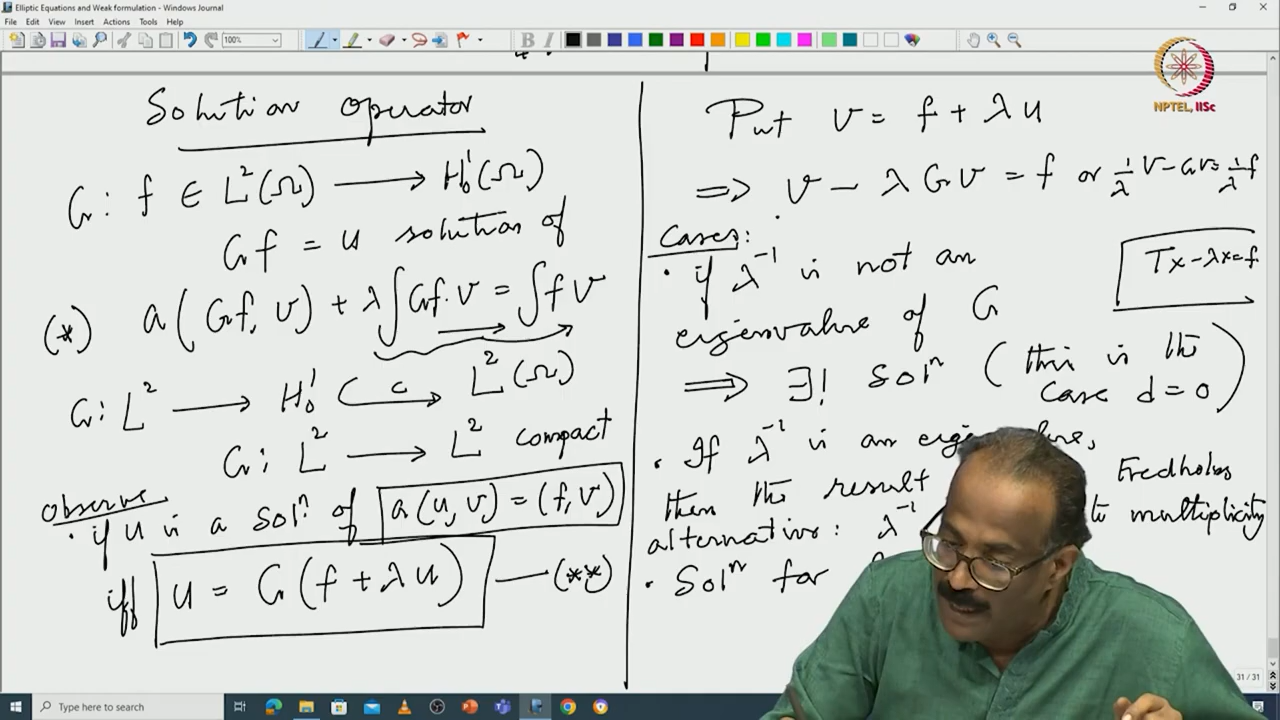 Elliptic Equations and Weak formulation - Windows Journal
File Edit View Insert Actions Tools Help
100%
NPTEL, IISc
Solution operator
G: f ∈ L²(Ω) ⟶ H₀¹(Ω)
Gf = u solution of
(*) a(Gf, v) + λ∫Gf·v = ∫f v
G: L² ⟶ H₀¹ ↪ᶜ L²(Ω)
G: L² ⟶ L² compact
observe
• if u is a solⁿ of a(u, v) = (f, v)
iff u = G(f + λu) — (**)
Put v = f + λu
⟹ v - λGv = f or 1/λ v - Gv = 1/λ f
Cases:
Tx - λx = f
• if λ⁻¹ is not an
eigenvalue of G
⟹ ∃! solⁿ (this is the
case d = 0)
• If λ⁻¹ is an
then the result Fredholm
alternative: λ⁻¹ multiplicity
• Solⁿ for
31 / 31
Type here to search